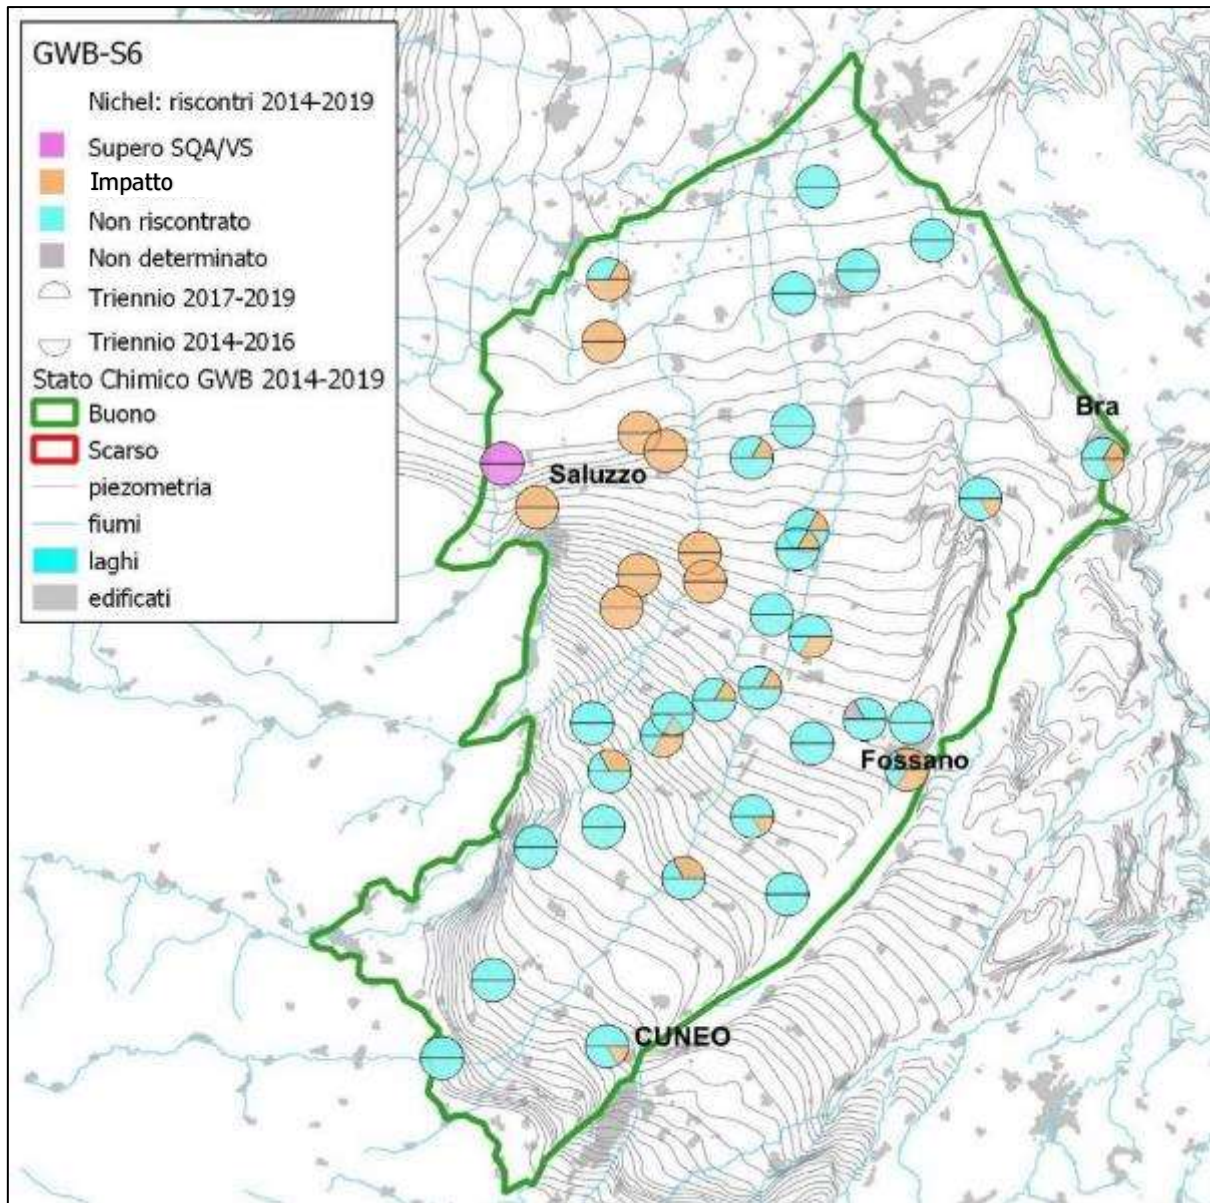 GWB-S6
Nichel: riscontri 2014-2019
Supero SQA/VS
Impatto
Non riscontrato
Non determinato
Triennio 2017-2019
Triennio 2014-2016
Stato Chimico GWB 2014-2019
Buono
Scarso
piezometria
fiumi
laghi
edificati
Bra
Saluzzo
Fossano
CUNEO